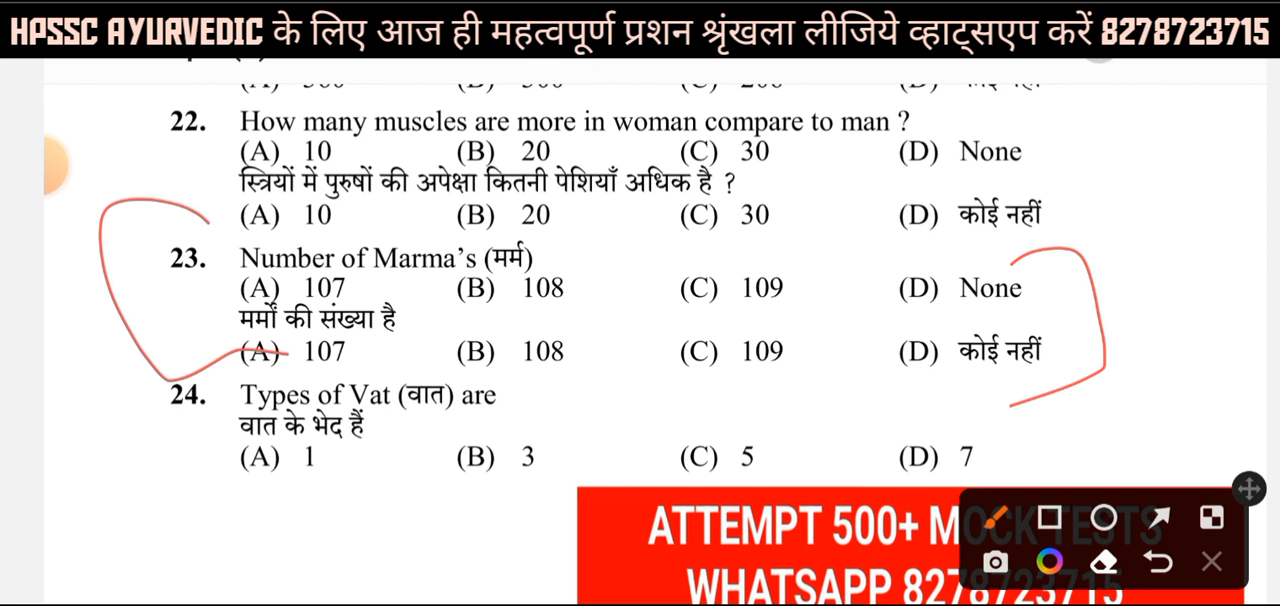 HPSSC AYURVEDIC के लिए आज ही महत्वपूर्ण प्रशन श्रृंखला लीजिये व्हाट्सएप करें 8278723715
22. How many muscles are more in woman compare to man ?
(A) 10 (B) 20 (C) 30 (D) None
स्त्रियों में पुरुषों की अपेक्षा कितनी पेशियाँ अधिक है ?
(A) 10 (B) 20 (C) 30 (D) कोई नहीं
23. Number of Marma’s (मर्म)
(A) 107 (B) 108 (C) 109 (D) None
मर्मों की संख्या है
(A) 107 (B) 108 (C) 109 (D) कोई नहीं
24. Types of Vat (वात) are
वात के भेद हैं
(A) 1 (B) 3 (C) 5 (D) 7
ATTEMPT 500+ MOCK TESTS
WHATSAPP 8278723715